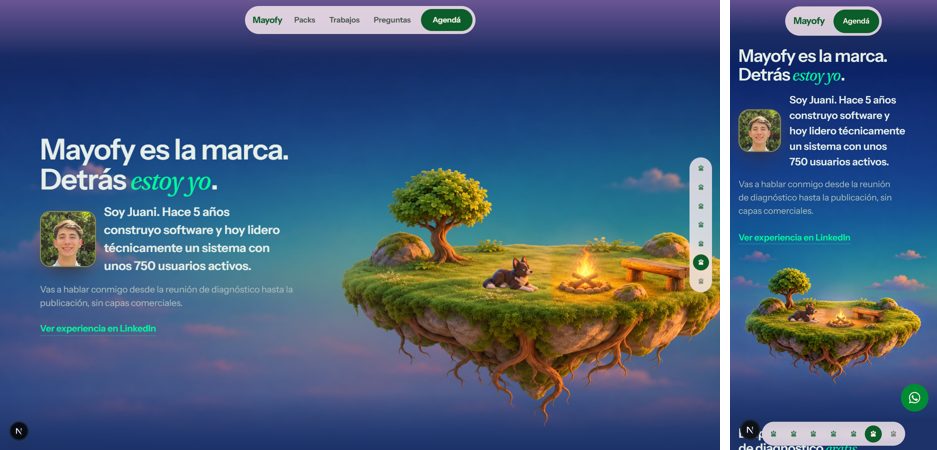 Mayofy Packs Trabajos Preguntas Agendá
Mayofy es la marca.
Detrás estoy yo.
Soy Juani. Hace 5 años
construyo software y hoy lidero
técnicamente un sistema con
unos 750 usuarios activos.
Vas a hablar conmigo desde la reunión de diagnóstico hasta la
publicación, sin capas comerciales.
Ver experiencia en LinkedIn
N
Mayofy Agendá
Mayofy es la marca.
Detrás estoy yo.
Soy Juani. Hace 5 años
construyo software y
hoy lidero técnicamente
un sistema con unos
750 usuarios activos.
Vas a hablar conmigo desde la reunión
de diagnóstico hasta la publicación, sin
capas comerciales.
Ver experiencia en LinkedIn
N
de diagnóstico gratis